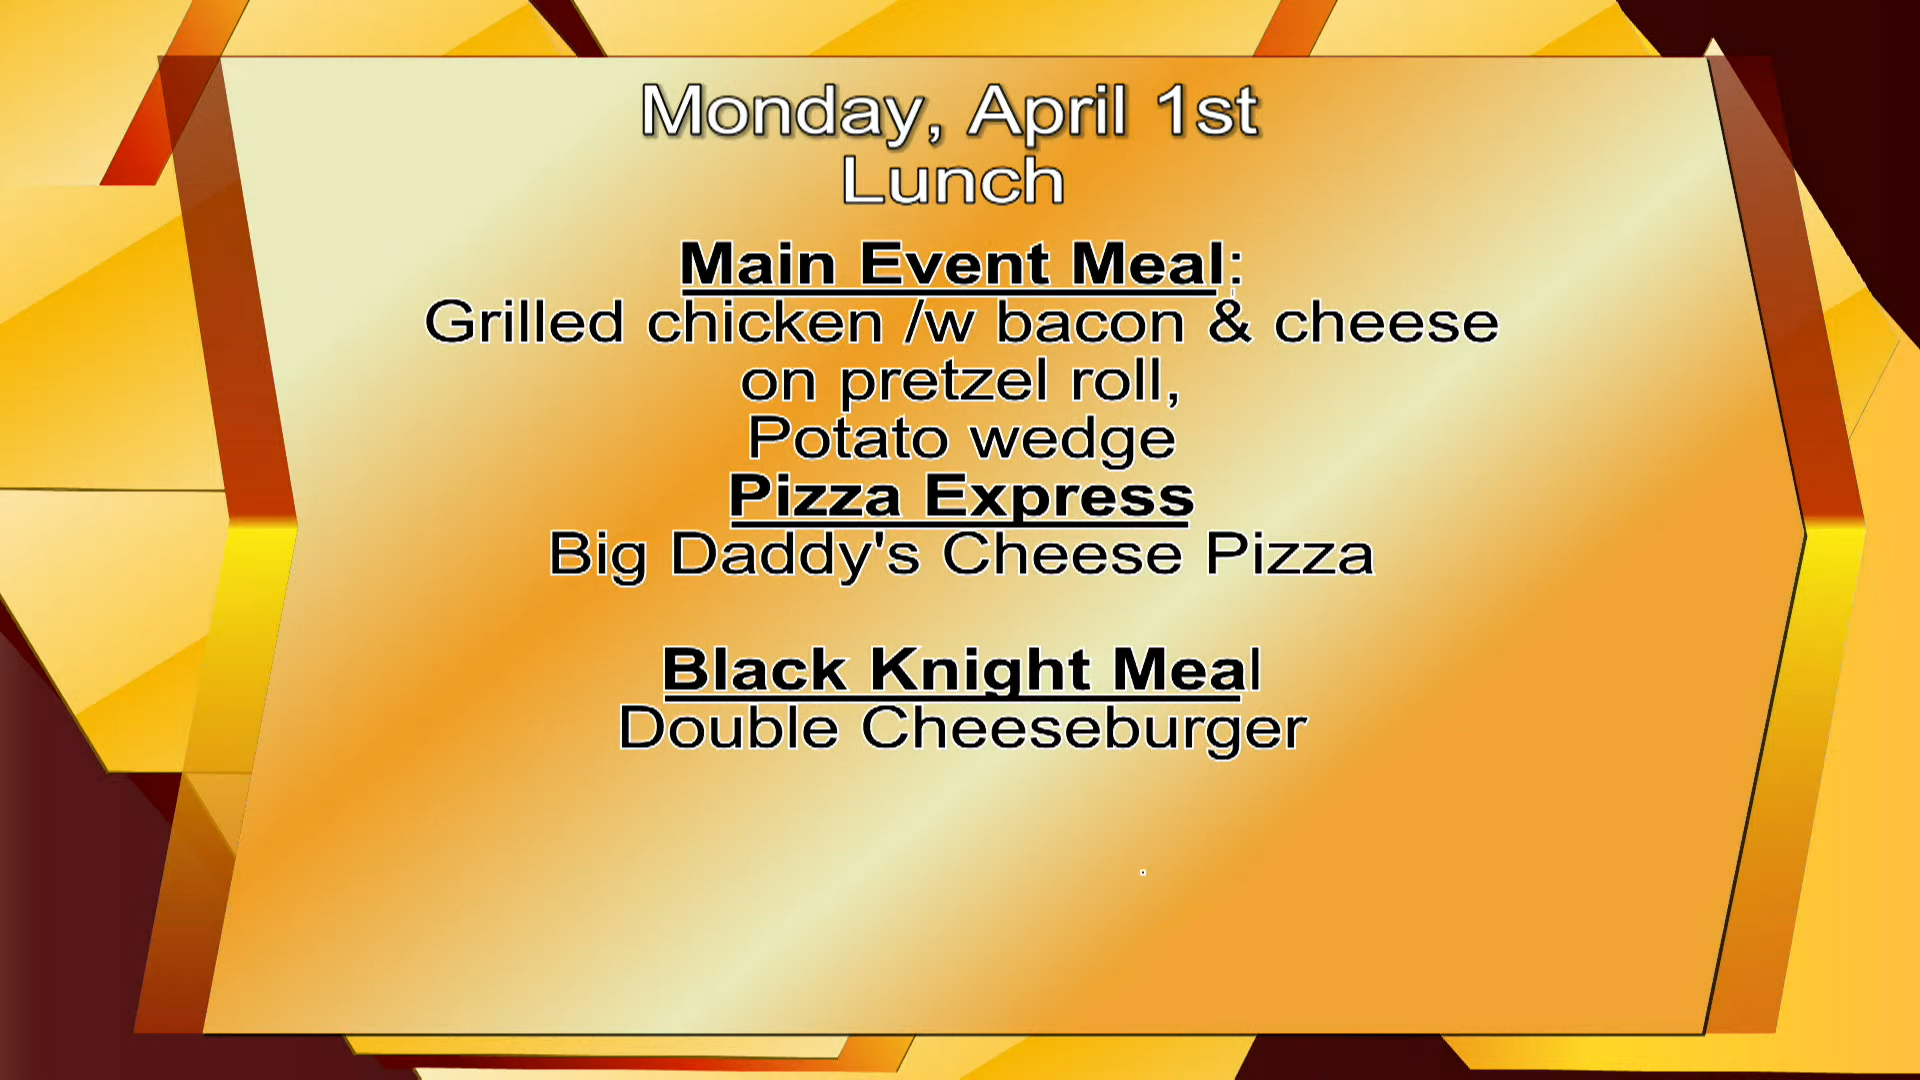 Monday, April 1st
Lunch
Main Event Meal:
Grilled chicken /w bacon & cheese
on pretzel roll,
Potato wedge
Pizza Express
Big Daddy's Cheese Pizza
Black Knight Meal
Double Cheeseburger
.